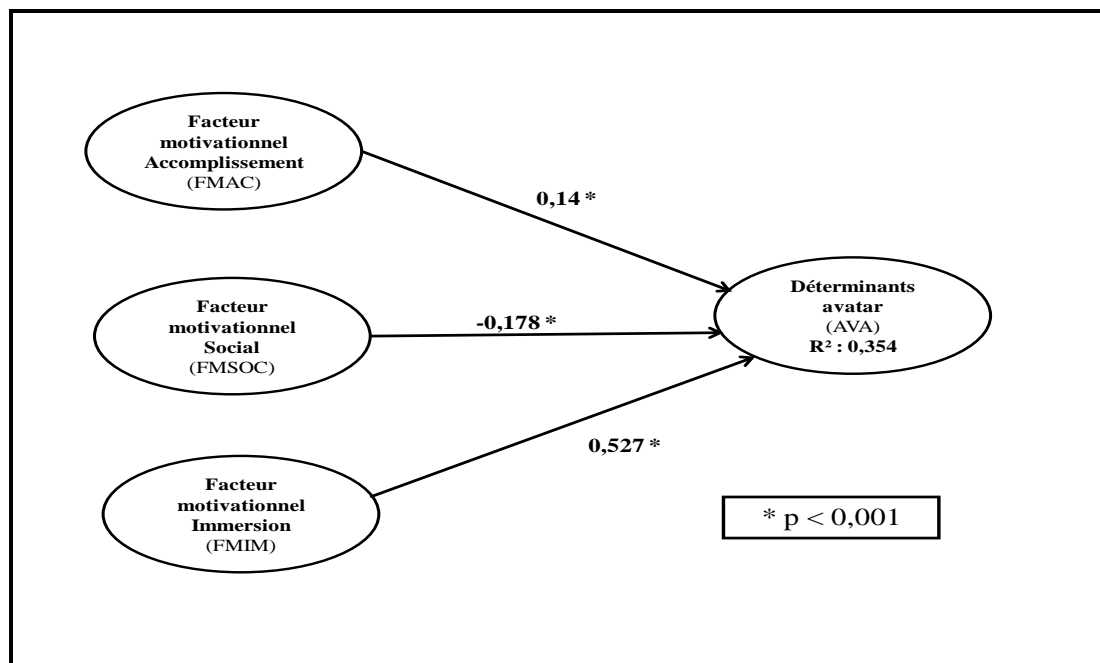 Facteur
motivationnel
Accomplissement
(FMAC)
0,14 *
Facteur
motivationnel
Social
(FMSOC)
-0,178 *
Déterminants
avatar
(AVA)
R² : 0,354
0,527 *
Facteur
motivationnel
Immersion
(FMIM)
* p < 0,001